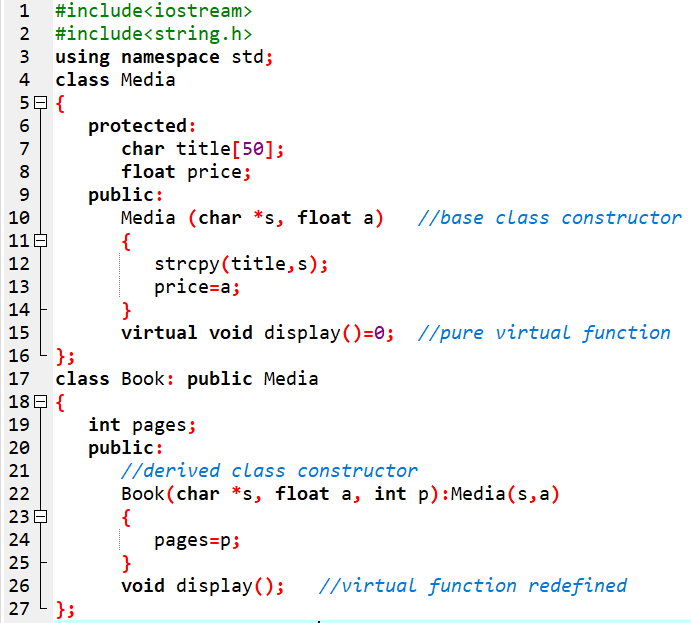 1 #include<iostream>
2 #include<string.h>
3 using namespace std;
4 class Media
5 {
6 protected:
7 char title[50];
8 float price;
9 public:
10 Media (char *s, float a) //base class constructor
11 {
12 strcpy(title,s);
13 price=a;
14 }
15 virtual void display()=0; //pure virtual function
16 };
17 class Book: public Media
18 {
19 int pages;
20 public:
21 //derived class constructor
22 Book(char *s, float a, int p):Media(s,a)
23 {
24 pages=p;
25 }
26 void display(); //virtual function redefined
27 };